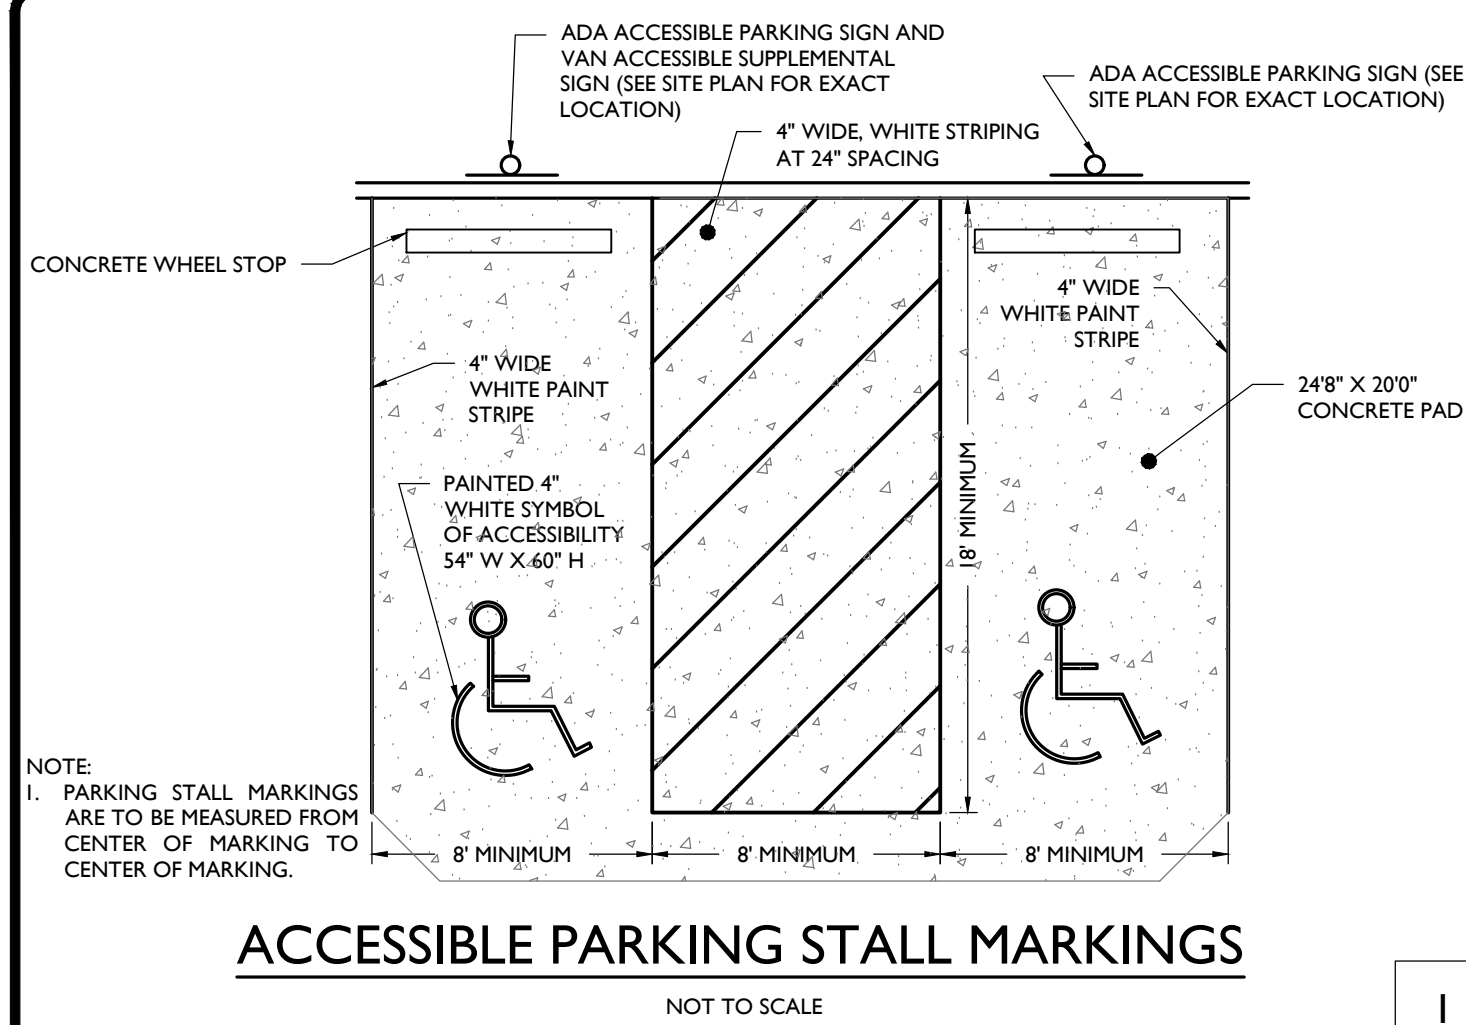 ADA ACCESSIBLE PARKING SIGN AND
VAN ACCESSIBLE SUPPLEMENTAL
SIGN (SEE SITE PLAN FOR EXACT
LOCATION)
ADA ACCESSIBLE PARKING SIGN (SEE
SITE PLAN FOR EXACT LOCATION)
4" WIDE, WHITE STRIPING
AT 24" SPACING
CONCRETE WHEEL STOP
4" WIDE
WHITE PAINT
STRIPE
4" WIDE
WHITE PAINT
STRIPE
24'8" X 20'0"
CONCRETE PAD
PAINTED 4"
WHITE SYMBOL
OF ACCESSIBILITY
54" W X 60" H
18' MINIMUM
NOTE:
1. PARKING STALL MARKINGS
ARE TO BE MEASURED FROM
CENTER OF MARKING TO
CENTER OF MARKING.
8' MINIMUM
8' MINIMUM
8' MINIMUM
ACCESSIBLE PARKING STALL MARKINGS
NOT TO SCALE
1